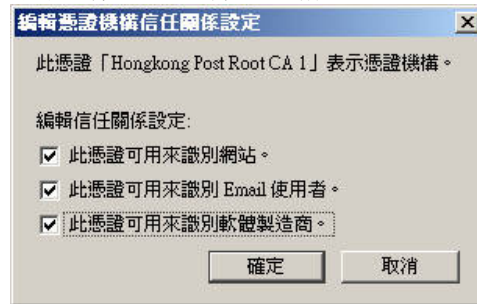 編輯憑證機構信任關係設定
此憑證「Hongkong Post Root CA 1」表示憑證機構。
編輯信任關係設定:
此憑證可用來識別網站。
此憑證可用來識別 Email 使用者。
此憑證可用來識別軟體製造商。
確定 取消